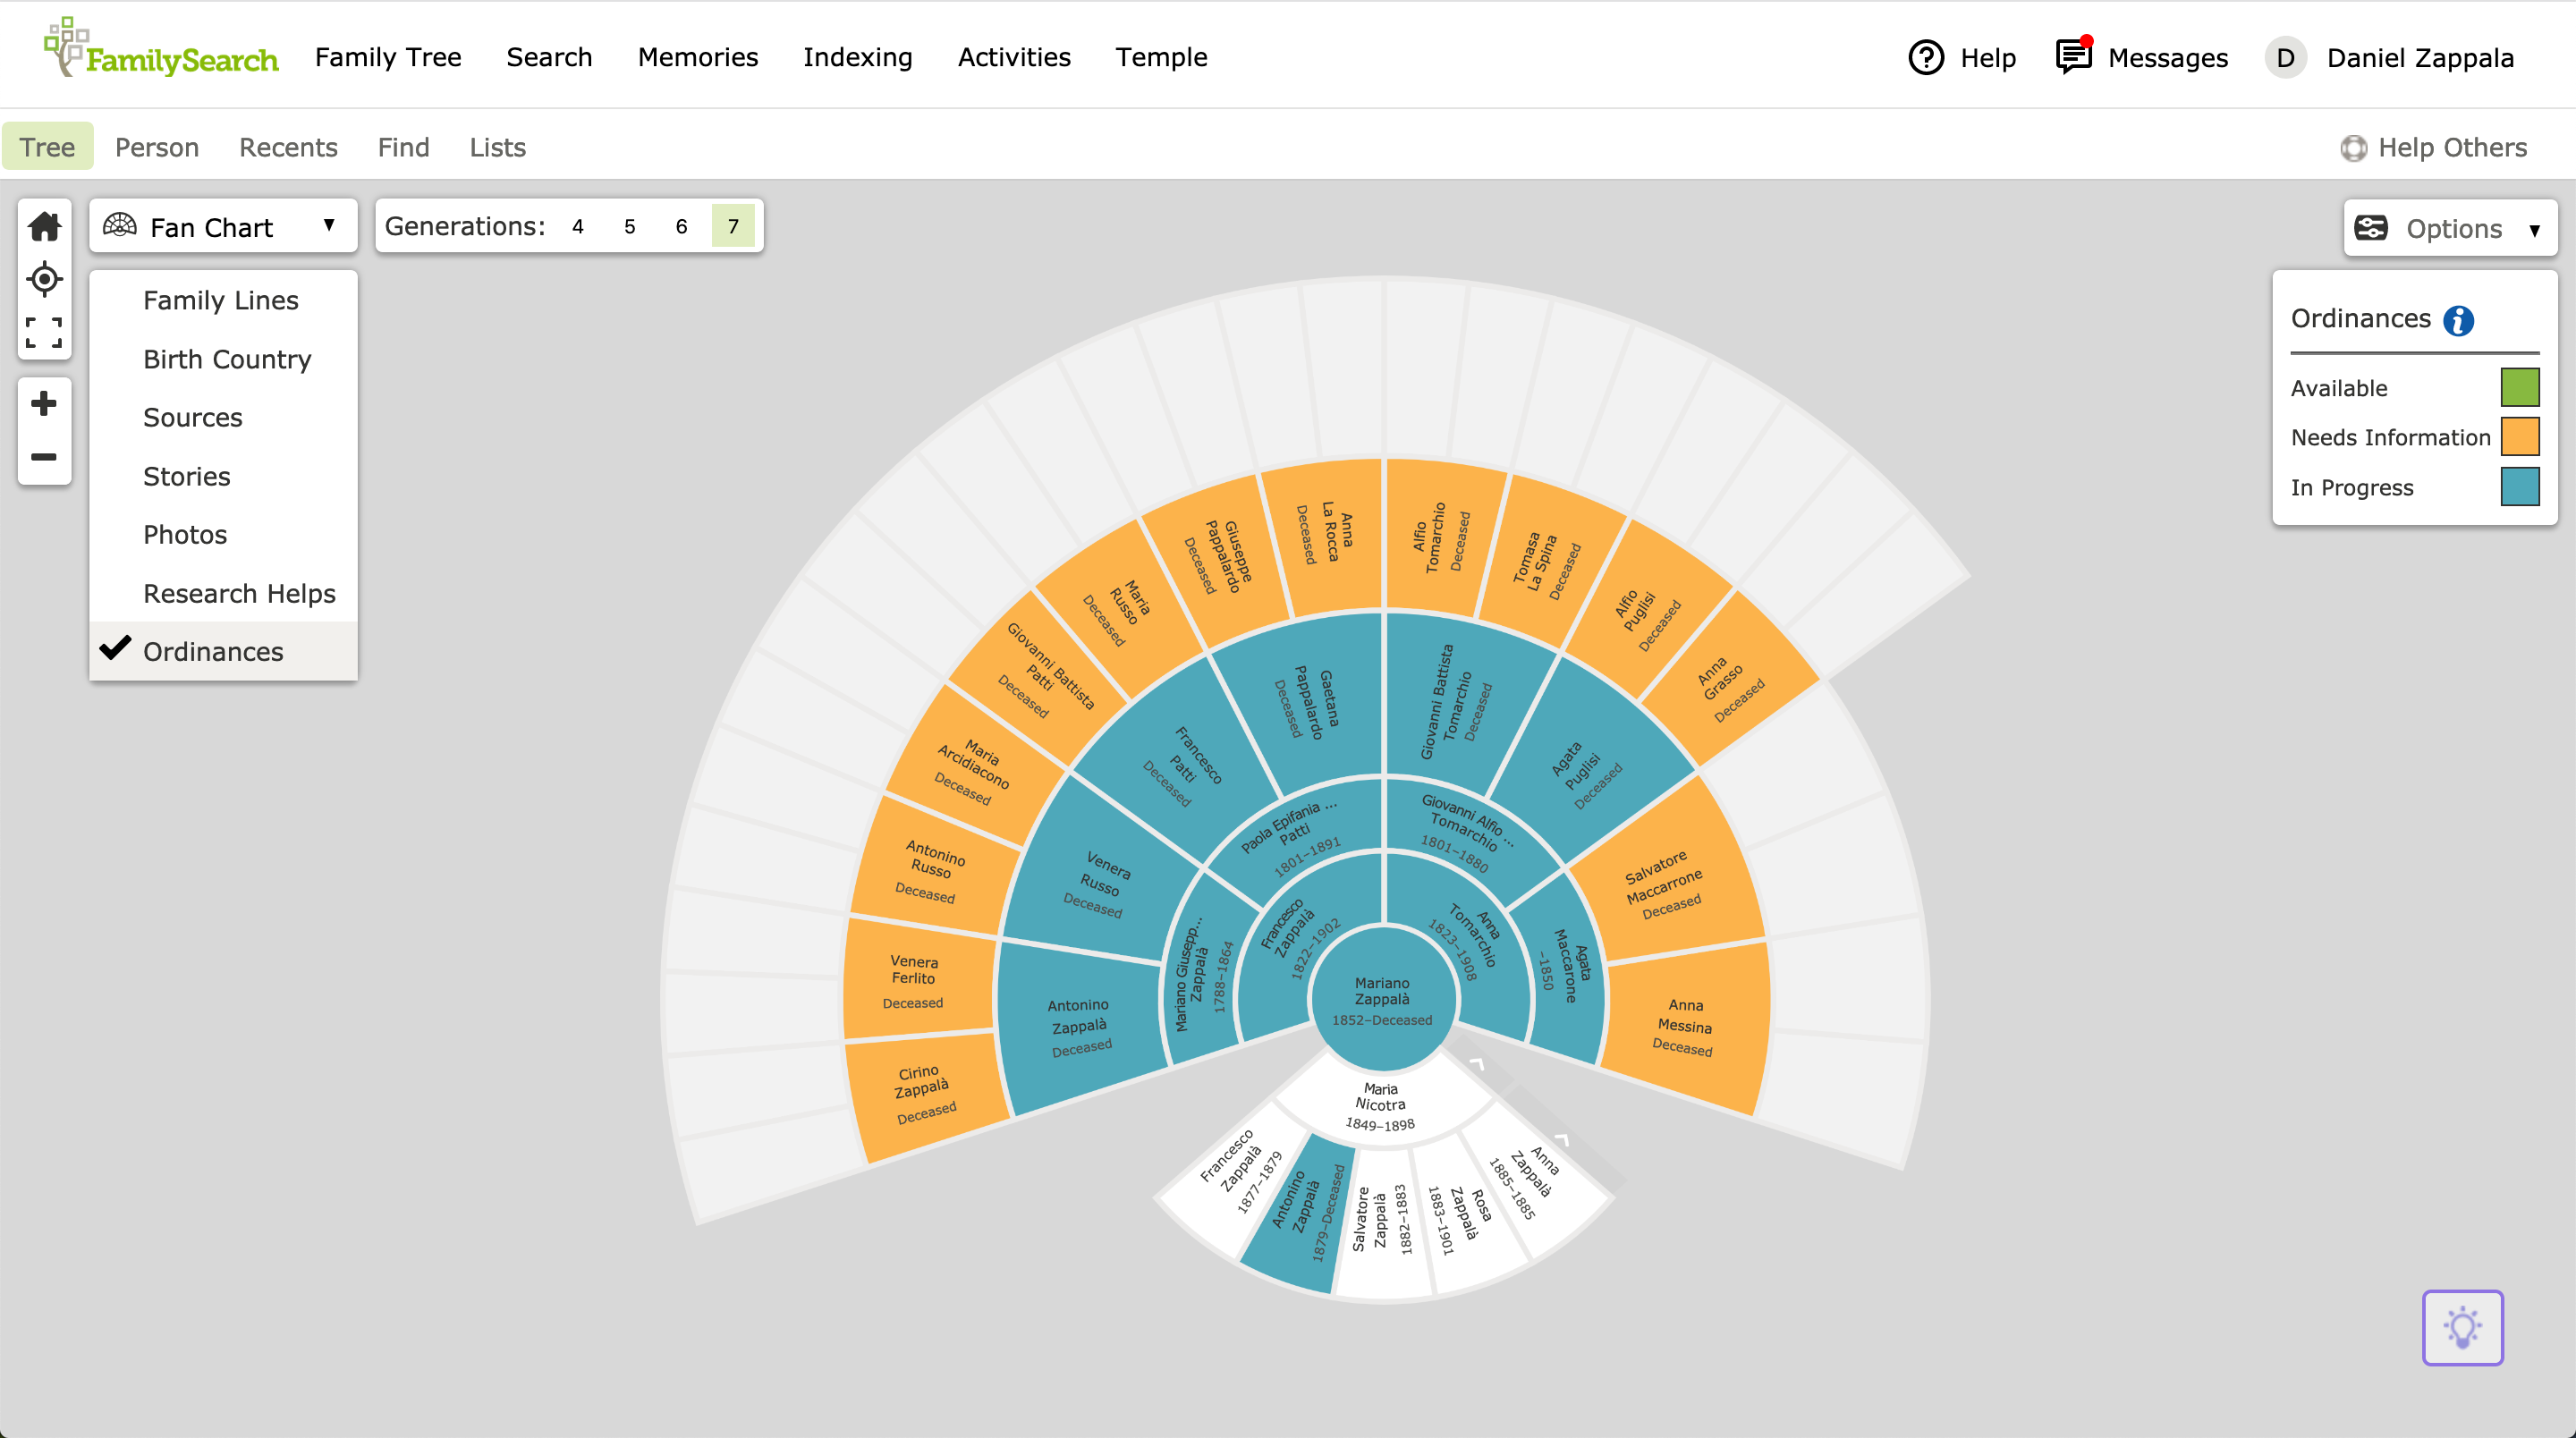 FamilySearch
Family Tree
Search
Memories
Indexing
Activities
Temple
Help
Messages
D
Daniel Zappala
Tree
Person
Recents
Find
Lists
Help Others
Fan Chart
Generations: 4 5 6 7
Options
Family Lines
Birth Country
Sources
Stories
Photos
Research Helps
Ordinances
Ordinances
Available
Needs Information
In Progress
Cirino
Zappalà
Deceased
Venera
Ferlito
Deceased
Antonino
Russo
Deceased
Maria
Arcidiacono
Deceased
Giovanni Battista
Patti
Deceased
Maria
Russo
Deceased
Giuseppe
Pappalardo
Deceased
Anna
La Rocca
Deceased
Alfio
Tomarchio
Deceased
Tomasa
La Spina
Deceased
Alfio
Puglisi
Deceased
Anna
Grasso
Deceased
Salvatore
Maccarrone
Deceased
Anna
Messina
Deceased
Antonino
Zappalà
Deceased
Venera
Russo
Deceased
Francesco
Patti
Deceased
Gaetana
Pappalardo
Deceased
Giovanni Battista
Tomarchio
Deceased
Agata
Puglisi
Deceased
Mariano Giusepp...
Zappalà
1788–1864
Paola Epifania ...
Patti
1801–1891
Giovanni Alfio ...
Tomarchio
1801–1880
Agata
Maccarone
–1850
Francesco
Zappalà
1822–1902
Anna
Tomarchio
1823–1908
Mariano
Zappalà
1852–Deceased
Maria
Nicotra
1849–1898
Francesco
Zappalà
1877–1879
Antonino
Zappalà
1879–Deceased
Salvatore
Zappalà
1882–1883
Rosa
Zappalà
1883–1901
Anna
Zappalà
1885–1885